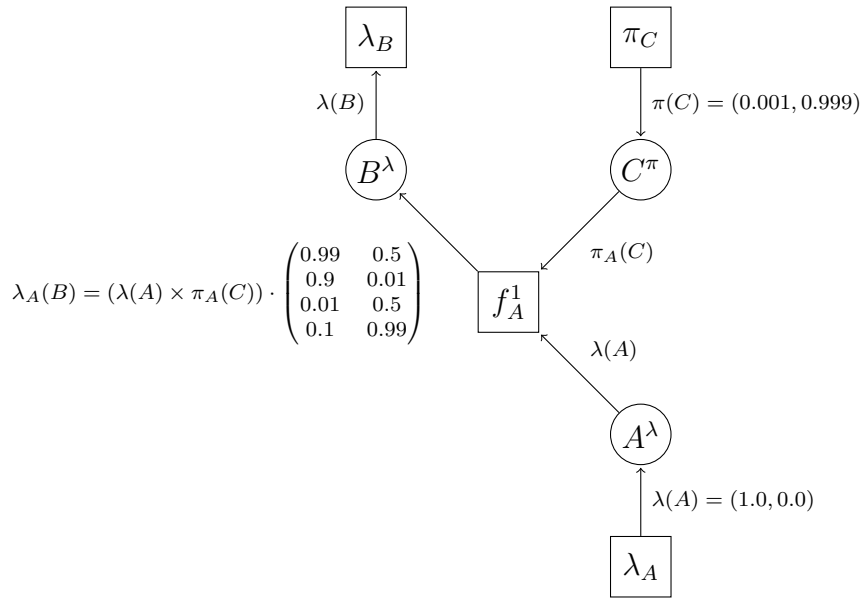 λ_B
π_C
λ(B)
π(C) = (0.001, 0.999)
B^λ
C^π
π_A(C)
λ_A(B) = (λ(A) × π_A(C)) · (0.99 0.5
0.9 0.01
0.01 0.5
0.1 0.99)
f_A^1
λ(A)
A^λ
λ(A) = (1.0, 0.0)
λ_A